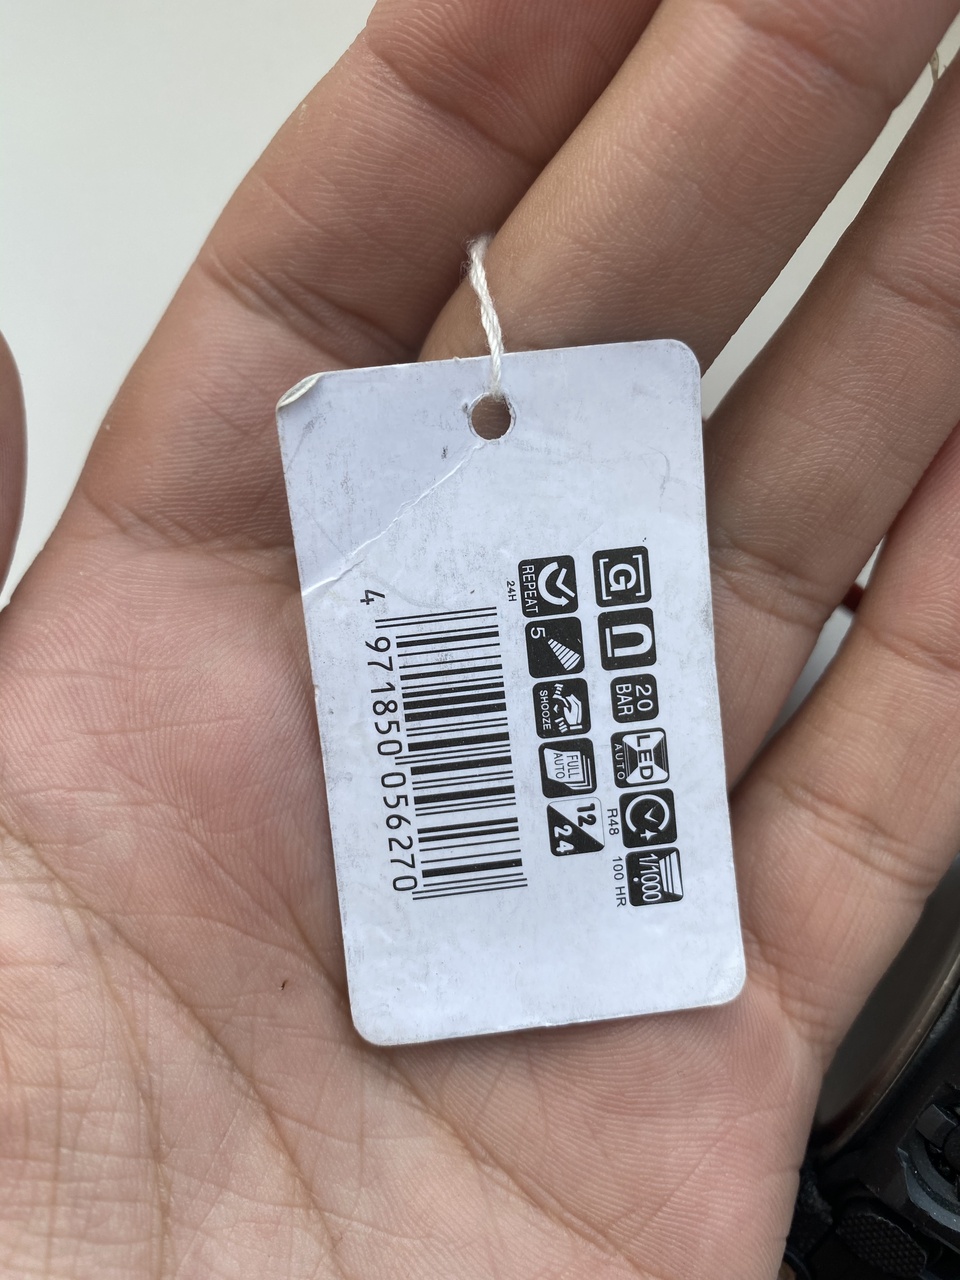 G
20
BAR
LED
AUTO
R48
1/1000
100 HR
REPEAT
24H
5
SHOOZE
FULL
AUTO
12
24
4 971850 056270